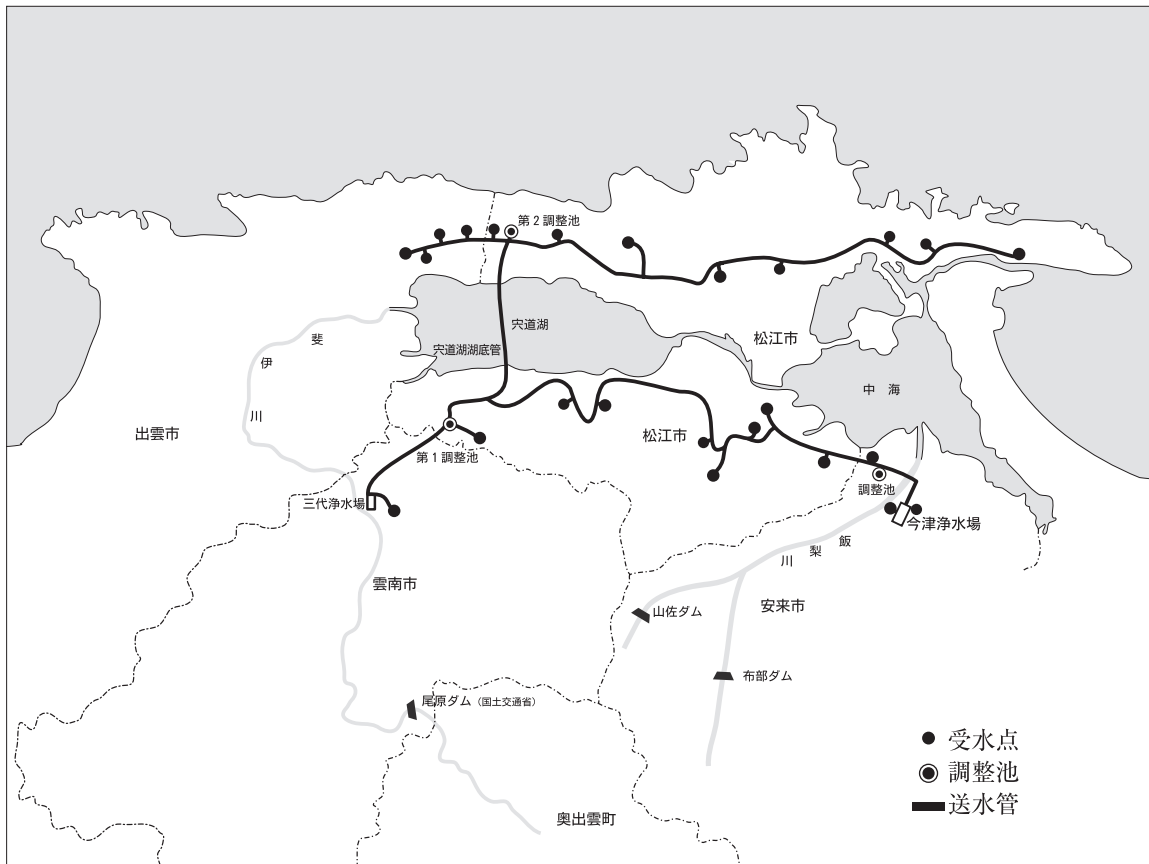 第2調整池
宍道湖
宍道湖湖底管
松江市
中海
斐伊川
出雲市
松江市
第1調整池
調整池
三代浄水場
今津浄水場
飯梨川
雲南市
安来市
山佐ダム
布部ダム
尾原ダム(国土交通省)
奥出雲町
受水点
調整池
送水管